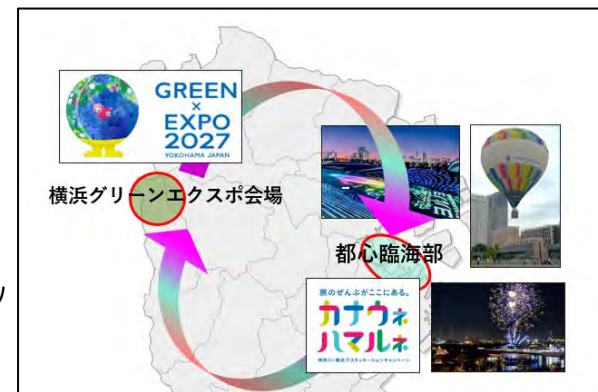 GREEN
×
EXPO
2027
YOKOHAMA JAPAN
横浜グリーンエクスポ会場
都心臨海部
旅のぜんぶがここにある。
カナウネ
ハマルネ